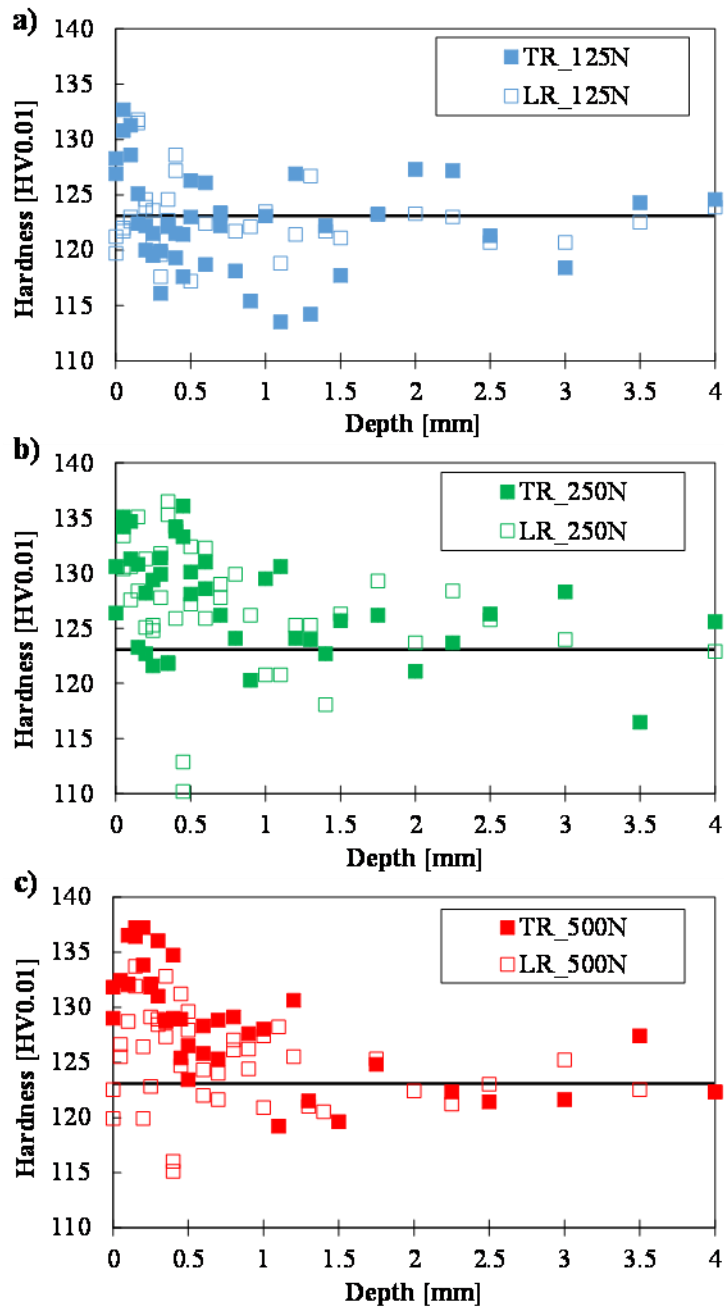 a)
140
135
130
125
120
115
110
Hardness [HV0.01]
TR_125N
LR_125N
0 0.5 1 1.5 2 2.5 3 3.5 4
Depth [mm]
b)
140
135
130
125
120
115
110
Hardness [HV0.01]
TR_250N
LR_250N
0 0.5 1 1.5 2 2.5 3 3.5 4
Depth [mm]
c)
140
135
130
125
120
115
110
Hardness [HV0.01]
TR_500N
LR_500N
0 0.5 1 1.5 2 2.5 3 3.5 4
Depth [mm]